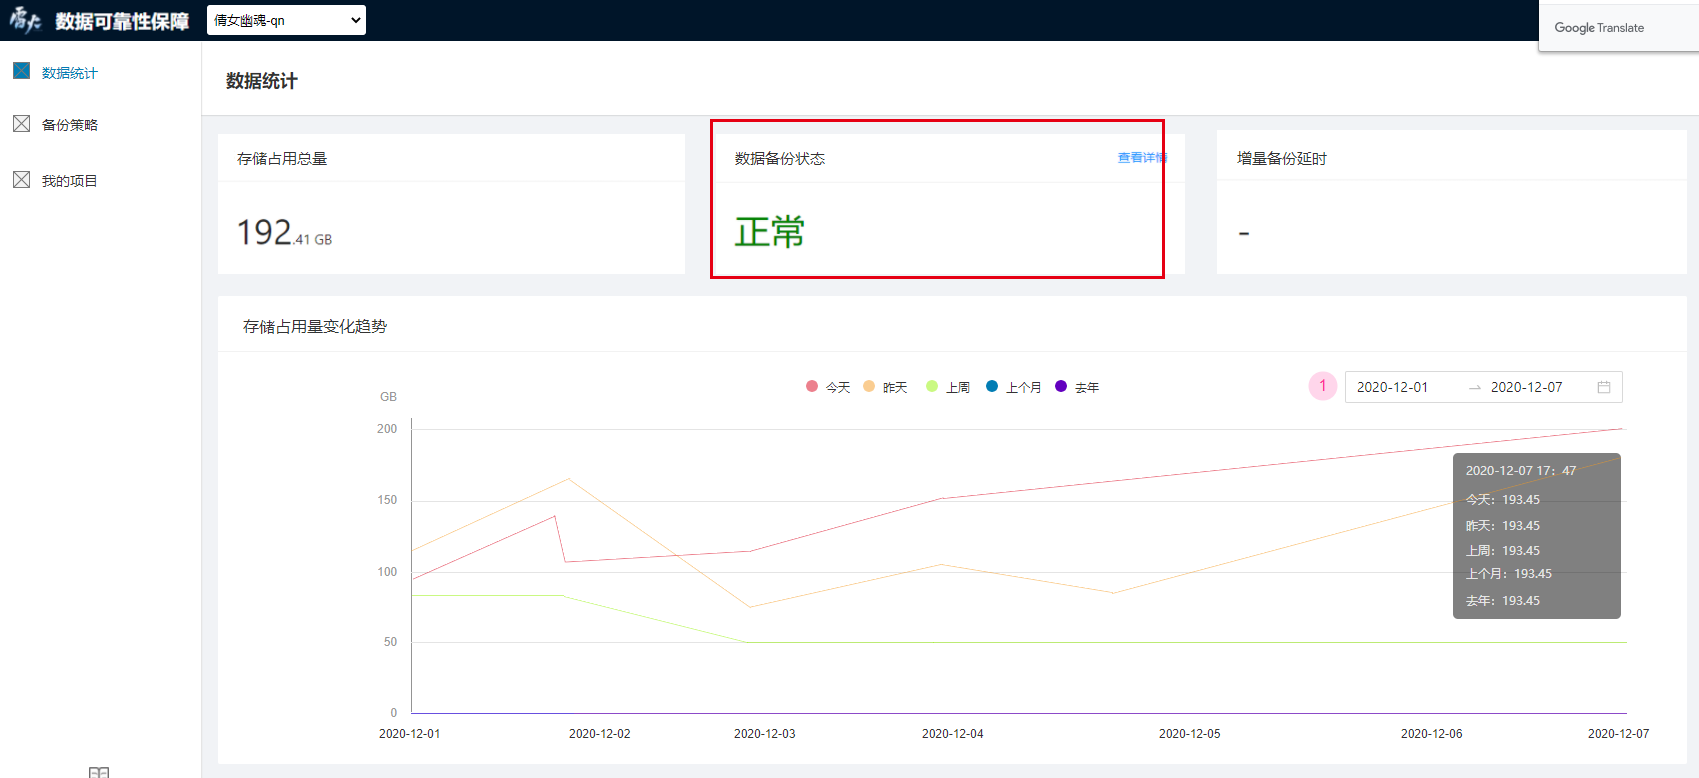 雷火 数据可靠性保障
倩女幽魂-qn
Google Translate
数据统计
备份策略
我的项目
数据统计
存储占用总量
192.41 GB
数据备份状态
查看详情
正常
增量备份延时
-
存储占用量变化趋势
今天 昨天 上周 上个月 去年
1
2020-12-01 → 2020-12-07
GB
200
150
100
50
0
2020-12-07 17：47
今天：193.45
昨天：193.45
上周：193.45
上个月：193.45
去年：193.45
2020-12-01 2020-12-02 2020-12-03 2020-12-04 2020-12-05 2020-12-06 2020-12-07